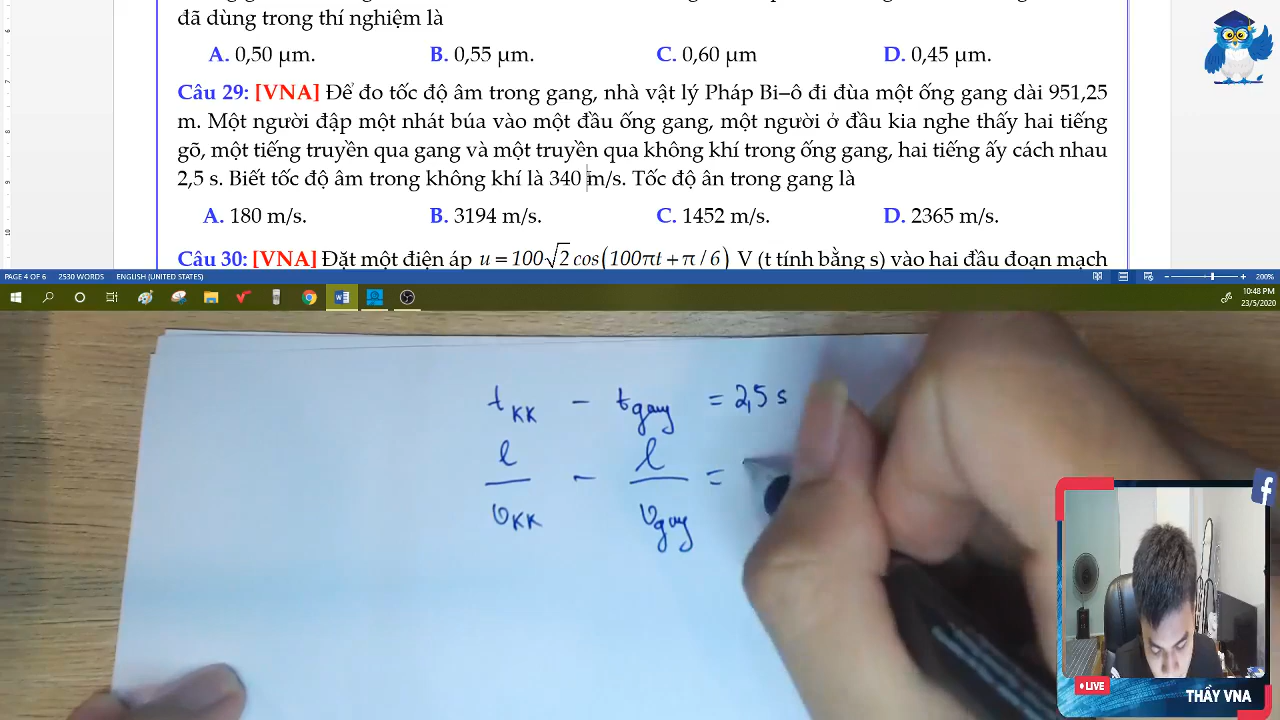 đã dùng trong thí nghiệm là
A. 0,50 μm. B. 0,55 μm. C. 0,60 μm D. 0,45 μm.
Câu 29: [VNA] Để đo tốc độ âm trong gang, nhà vật lý Pháp Bi–ô đi đùa một ống gang dài 951,25
m. Một người đập một nhát búa vào một đầu ống gang, một người ở đầu kia nghe thấy hai tiếng
gõ, một tiếng truyền qua gang và một truyền qua không khí trong ống gang, hai tiếng ấy cách nhau
2,5 s. Biết tốc độ âm trong không khí là 340 m/s. Tốc độ ân trong gang là
A. 180 m/s. B. 3194 m/s. C. 1452 m/s. D. 2365 m/s.
Câu 30: [VNA] Đặt một điện áp u = 100√2 cos(100πt + π / 6) V (t tính bằng s) vào hai đầu đoạn mạch
PAGE 4 OF 6 2530 WORDS ENGLISH (UNITED STATES) 200%
10:48 PM
23/5/2020
t_KK − t_gang = 2,5 s
l/v_KK − l/v_gang =
LIVE
THẦY VNA